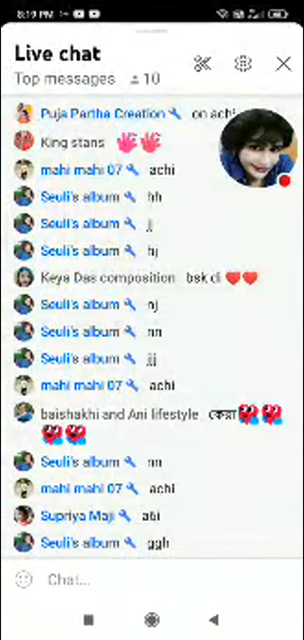 8:19 PM
Live chat
Top messages 10
Puja Partha Creation on achi
King stans
mahi mahi 07 achi
Seuli's album hh
Seuli's album jj
Seuli's album hj
Keya Das composition bsk di
Seuli's album nj
Seuli's album nn
Seuli's album jjj
mahi mahi 07 achi
baishakhi and Ani lifestyle
Seuli's album nn
mahi mahi 07 achi
Supriya Maji a6i
Seuli's album ggh
Chat...